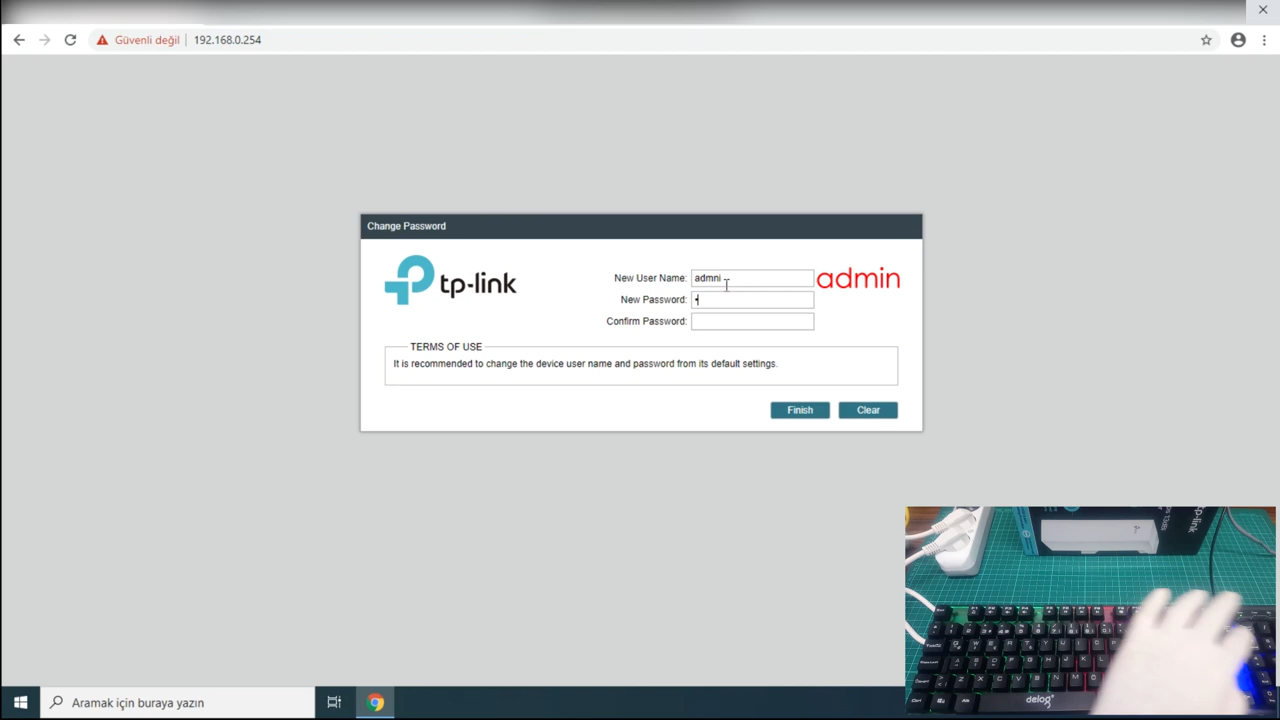 Güvenli değil
192.168.0.254
Change Password
tp-link
New User Name:
admni
admin
New Password:
Confirm Password:
TERMS OF USE
It is recommended to change the device user name and password from its default settings.
Finish
Clear
Aramak için buraya yazın
tp-link
delog